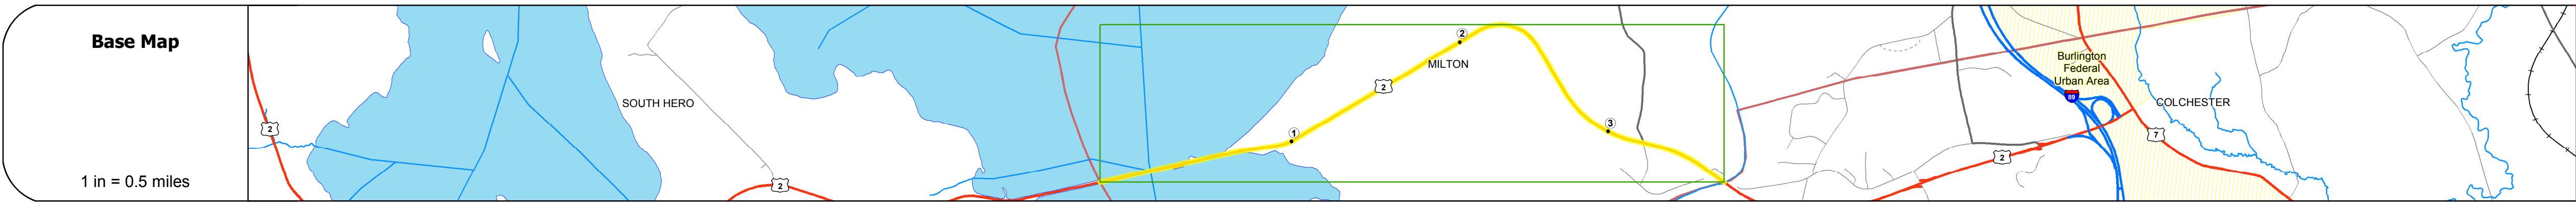 Base Map
1 in = 0.5 miles
2
SOUTH HERO
2
1
2
2
MILTON
3
2
Burlington
Federal
Urban Area
89
COLCHESTER
7